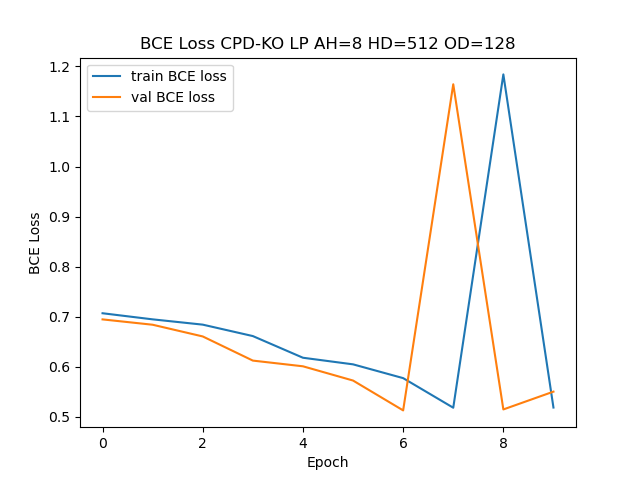 BCE Loss CPD-KO LP AH=8 HD=512 OD=128
train BCE loss
val BCE loss
BCE Loss
1.2
1.1
1.0
0.9
0.8
0.7
0.6
0.5
0 2 4 6 8
Epoch